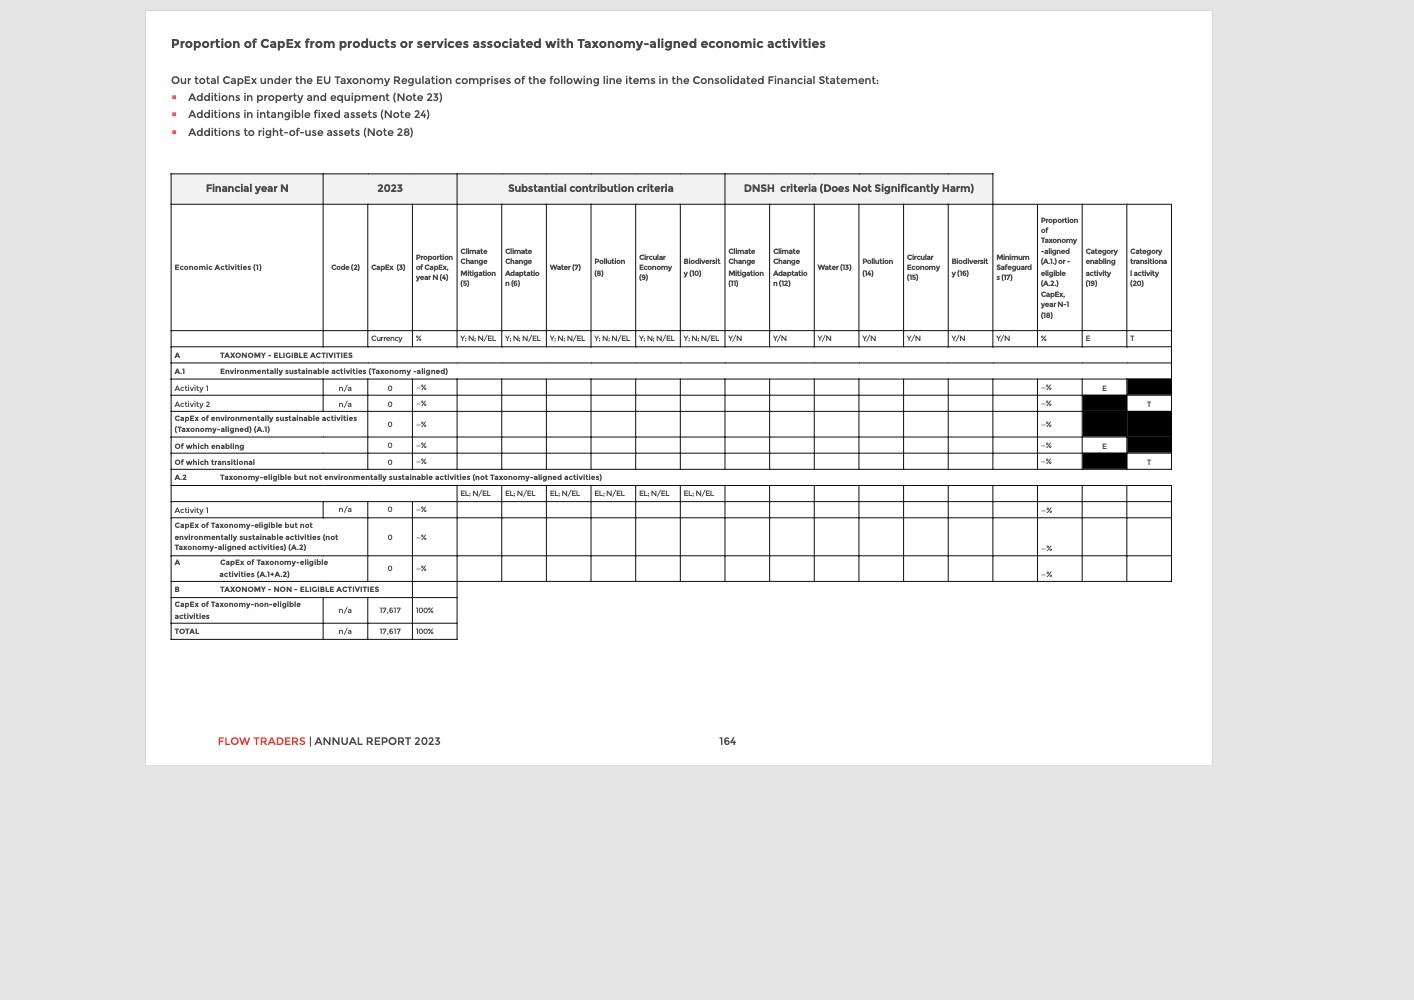 Proportion of CapEx from products or services associated with Taxonomy-aligned economic activities
Our total CapEx under the EU Taxonomy Regulation comprises of the following line items in the Consolidated Financial Statement:
▪ Additions in property and equipment (Note 23)
▪ Additions in intangible fixed assets (Note 24)
▪ Additions to right-of-use assets (Note 28)
Financial year N 2023 Substantial contribution criteria DNSH criteria (Does Not Significantly Harm)
Economic Activities (1)
Code (2)
CapEx (3)
Proportion
of CapEx,
year N (4)
Climate
Change
Mitigation
(5)
Climate
Change
Adaptatio
n (6)
Water (7)
Pollution
(8)
Circular
Economy
(9)
Biodiversit
y (10)
Climate
Change
Mitigation
(11)
Climate
Change
Adaptatio
n (12)
Water (13)
Pollution
(14)
Circular
Economy
(15)
Biodiversit
y (16)
Minimum
Safeguard
s (17)
Proportion
of
Taxonomy
-aligned
(A.1.) or -
eligible
(A.2.)
CapEx,
year N-1
(18)
Category
enabling
activity
(19)
Category
transitiona
l activity
(20)
Currency % Y; N; N/EL Y; N; N/EL Y; N; N/EL Y; N; N/EL Y; N; N/EL Y; N; N/EL Y/N Y/N Y/N Y/N Y/N Y/N Y/N % E T
A TAXONOMY - ELIGIBLE ACTIVITIES
A.1 Environmentally sustainable activities (Taxonomy -aligned)
Activity 1 n/a 0 –% –% E
Activity 2 n/a 0 –% –% T
CapEx of environmentally sustainable activities
(Taxonomy-aligned) (A.1) 0 –% –%
Of which enabling 0 –% –% E
Of which transitional 0 –% –% T
A.2 Taxonomy-eligible but not environmentally sustainable activities (not Taxonomy-aligned activities)
EL; N/EL EL; N/EL EL; N/EL EL; N/EL EL; N/EL EL; N/EL
Activity 1 n/a 0 –% –%
CapEx of Taxonomy-eligible but not
environmentally sustainable activities (not
Taxonomy-aligned activities) (A.2) 0 –% –%
A CapEx of Taxonomy-eligible
activities (A.1+A.2) 0 –% –%
B TAXONOMY - NON - ELIGIBLE ACTIVITIES
CapEx of Taxonomy-non-eligible
activities n/a 17,617 100%
TOTAL n/a 17,617 100%
FLOW TRADERS | ANNUAL REPORT 2023 164